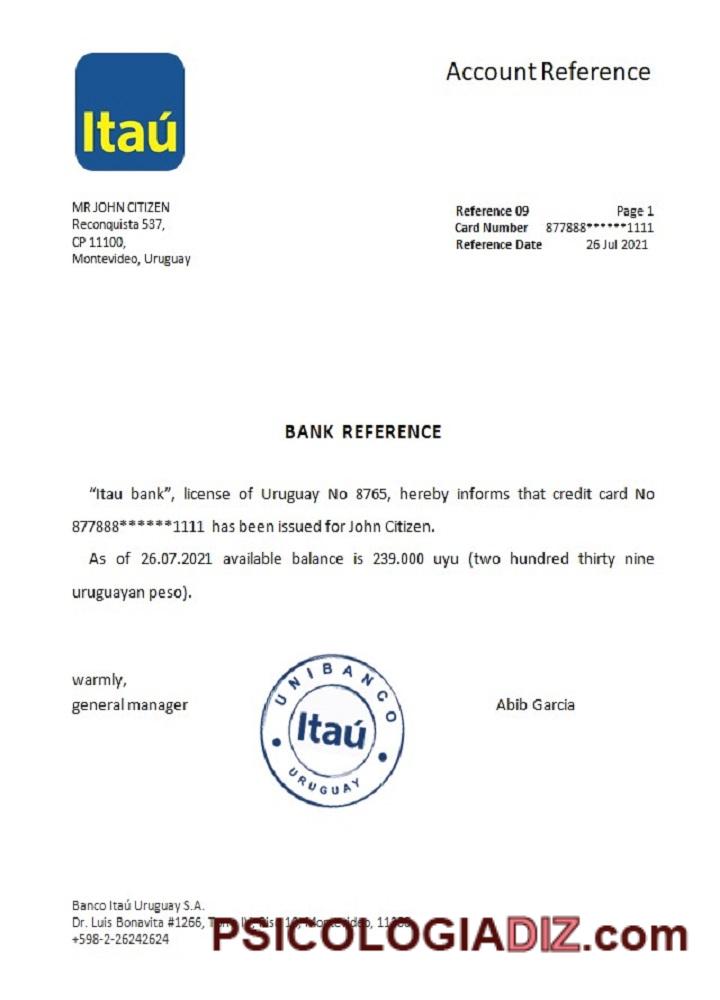 Itaú
Account Reference
MR JOHN CITIZEN
Reconquista 537,
CP 11100,
Montevideo, Uruguay
Reference 09 Page 1
Card Number 877888******1111
Reference Date 26 Jul 2021
BANK REFERENCE
“Itau bank”, license of Uruguay No 8765, hereby informs that credit card No
877888******1111 has been issued for John Citizen.
As of 26.07.2021 available balance is 239.000 uyu (two hundred thirty nine
uruguayan peso).
warmly,
general manager
UNIBANCO
Itaú
URUGUAY
Abib Garcia
Banco Itaú Uruguay S.A.
Dr. Luis Bonavita #1266, Torre IV, Piso 10, Montevideo,
+598-2-26242624
PSICOLOGIADIZ.com